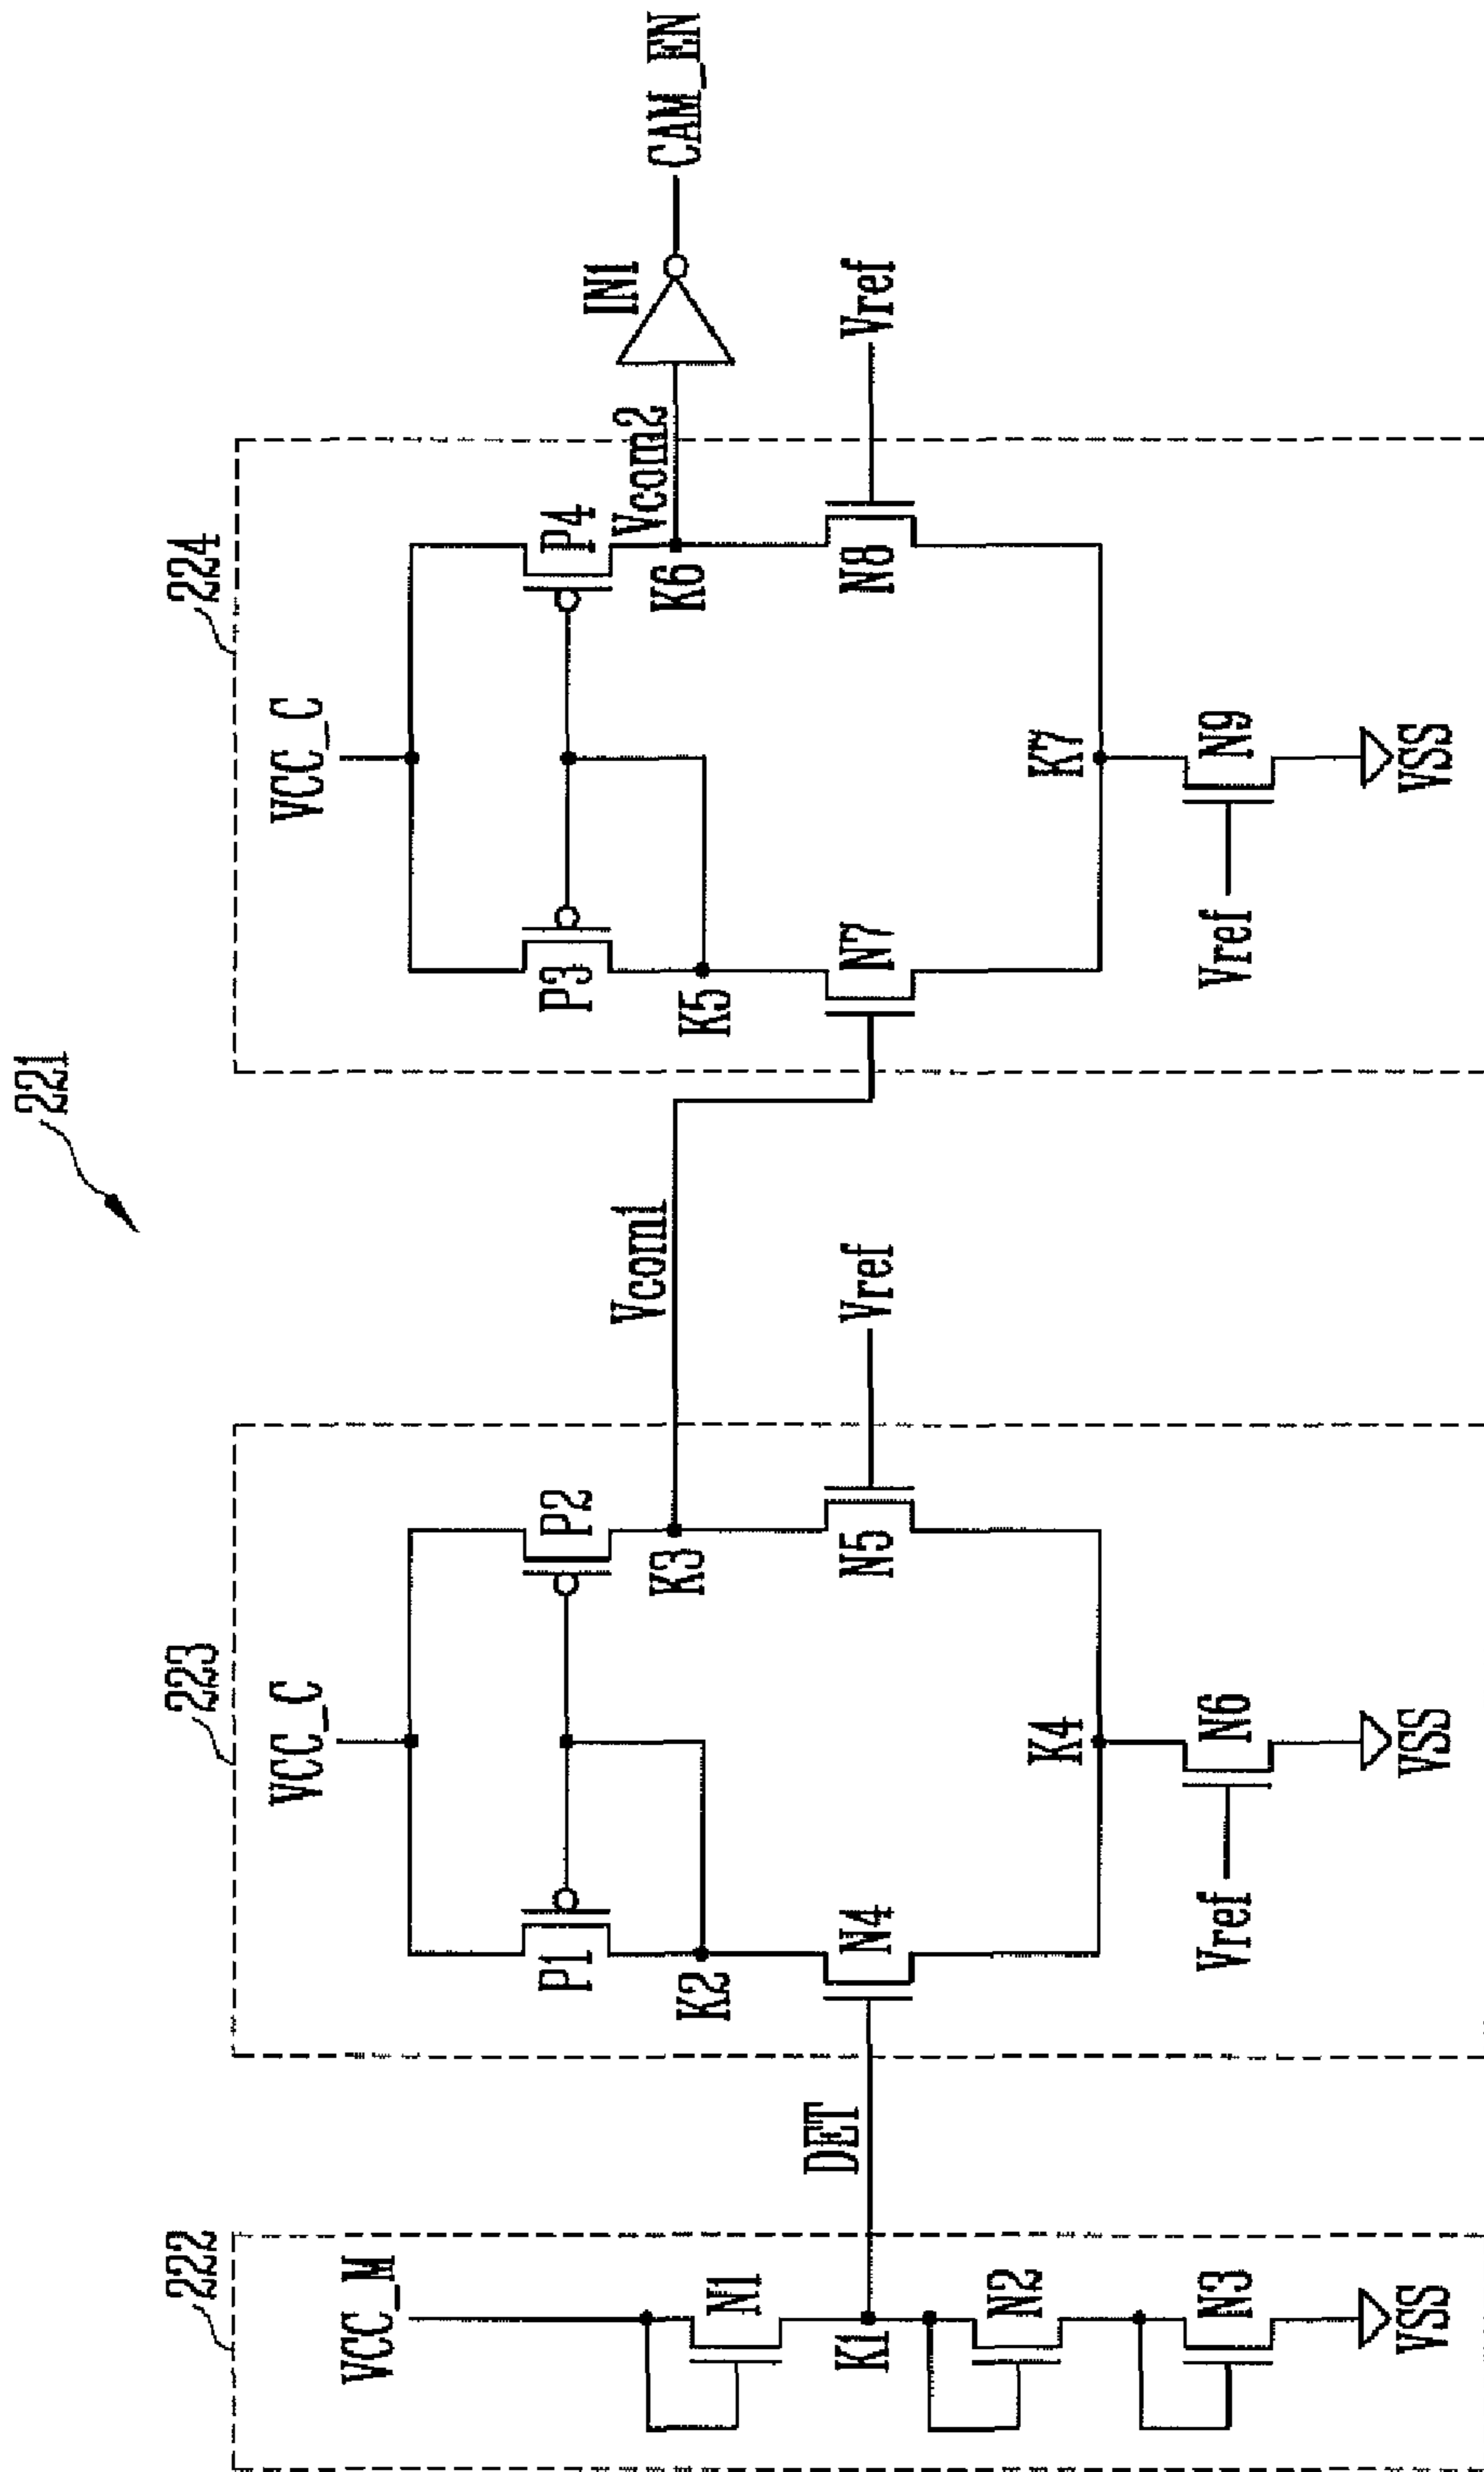 221
222
VCC_M
N1
K1
N2
N3
VSS
DET
223
VCC_C
P1
P2
K2
K3
N4
N5
Vref
K4
Vref
N6
VSS
Vcom1
224
VCC_C
P3
P4
K5
K6
Vcom2
N7
N8
Vref
K7
Vref
N9
VSS
IN1
CAM_EN